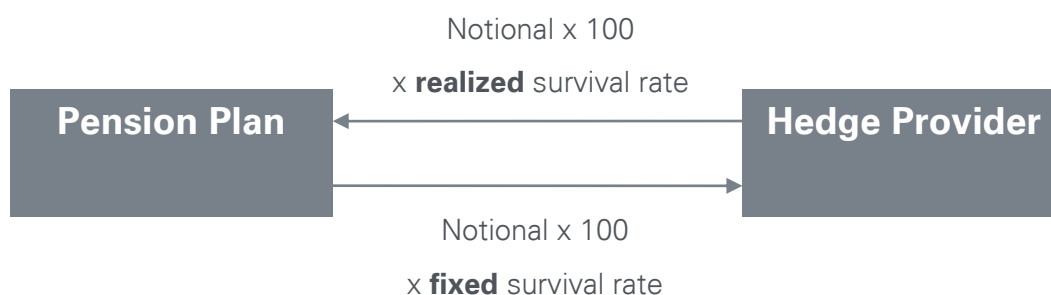 Notional x 100
x realized survival rate
Pension Plan
Hedge Provider
Notional x 100
x fixed survival rate